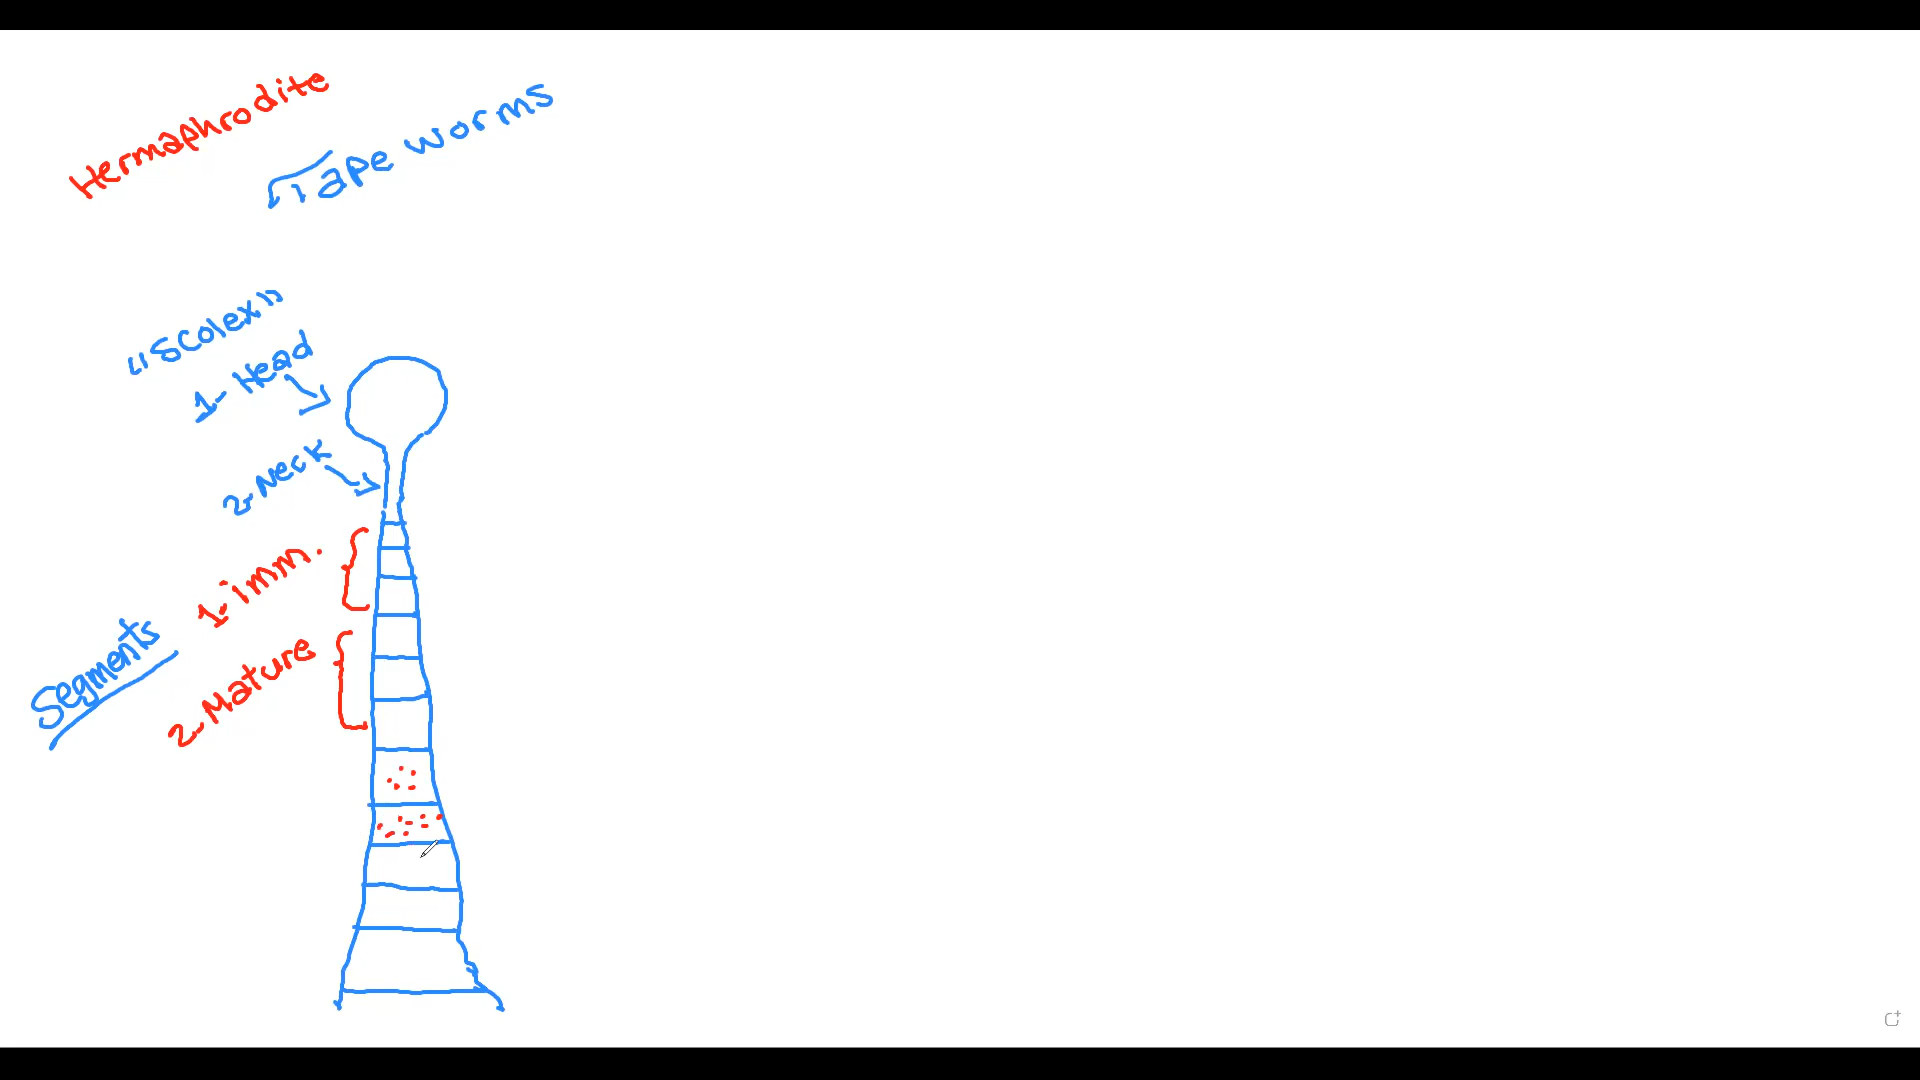 Hermaphrodite
Tape worms
"Scolex"
1- Head
2- Neck
Segments
1- imm.
2- Mature